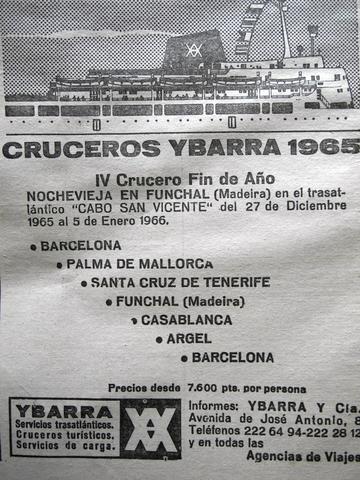 CRUCEROS YBARRA 1965
IV Crucero Fin de Año
NOCHEVIEJA EN FUNCHAL (Madeira) en el trasat-
lántico "CABO SAN VICENTE" del 27 de Diciembre
1965 al 5 de Enero 1966.
• BARCELONA
• PALMA DE MALLORCA
• SANTA CRUZ DE TENERIFE
• FUNCHAL (Madeira)
• CASABLANCA
• ARGEL
• BARCELONA
Precios desde 7.600 pts. por persona
YBARRA
Servicios trasatlánticos.
Cruceros turísticos.
Servicios de carga.
Informes: YBARRA Y Cía.
Avenida de José Antonio, 8
Teléfonos 222 64 94-222 28 12
y en todas las
Agencias de Viajes